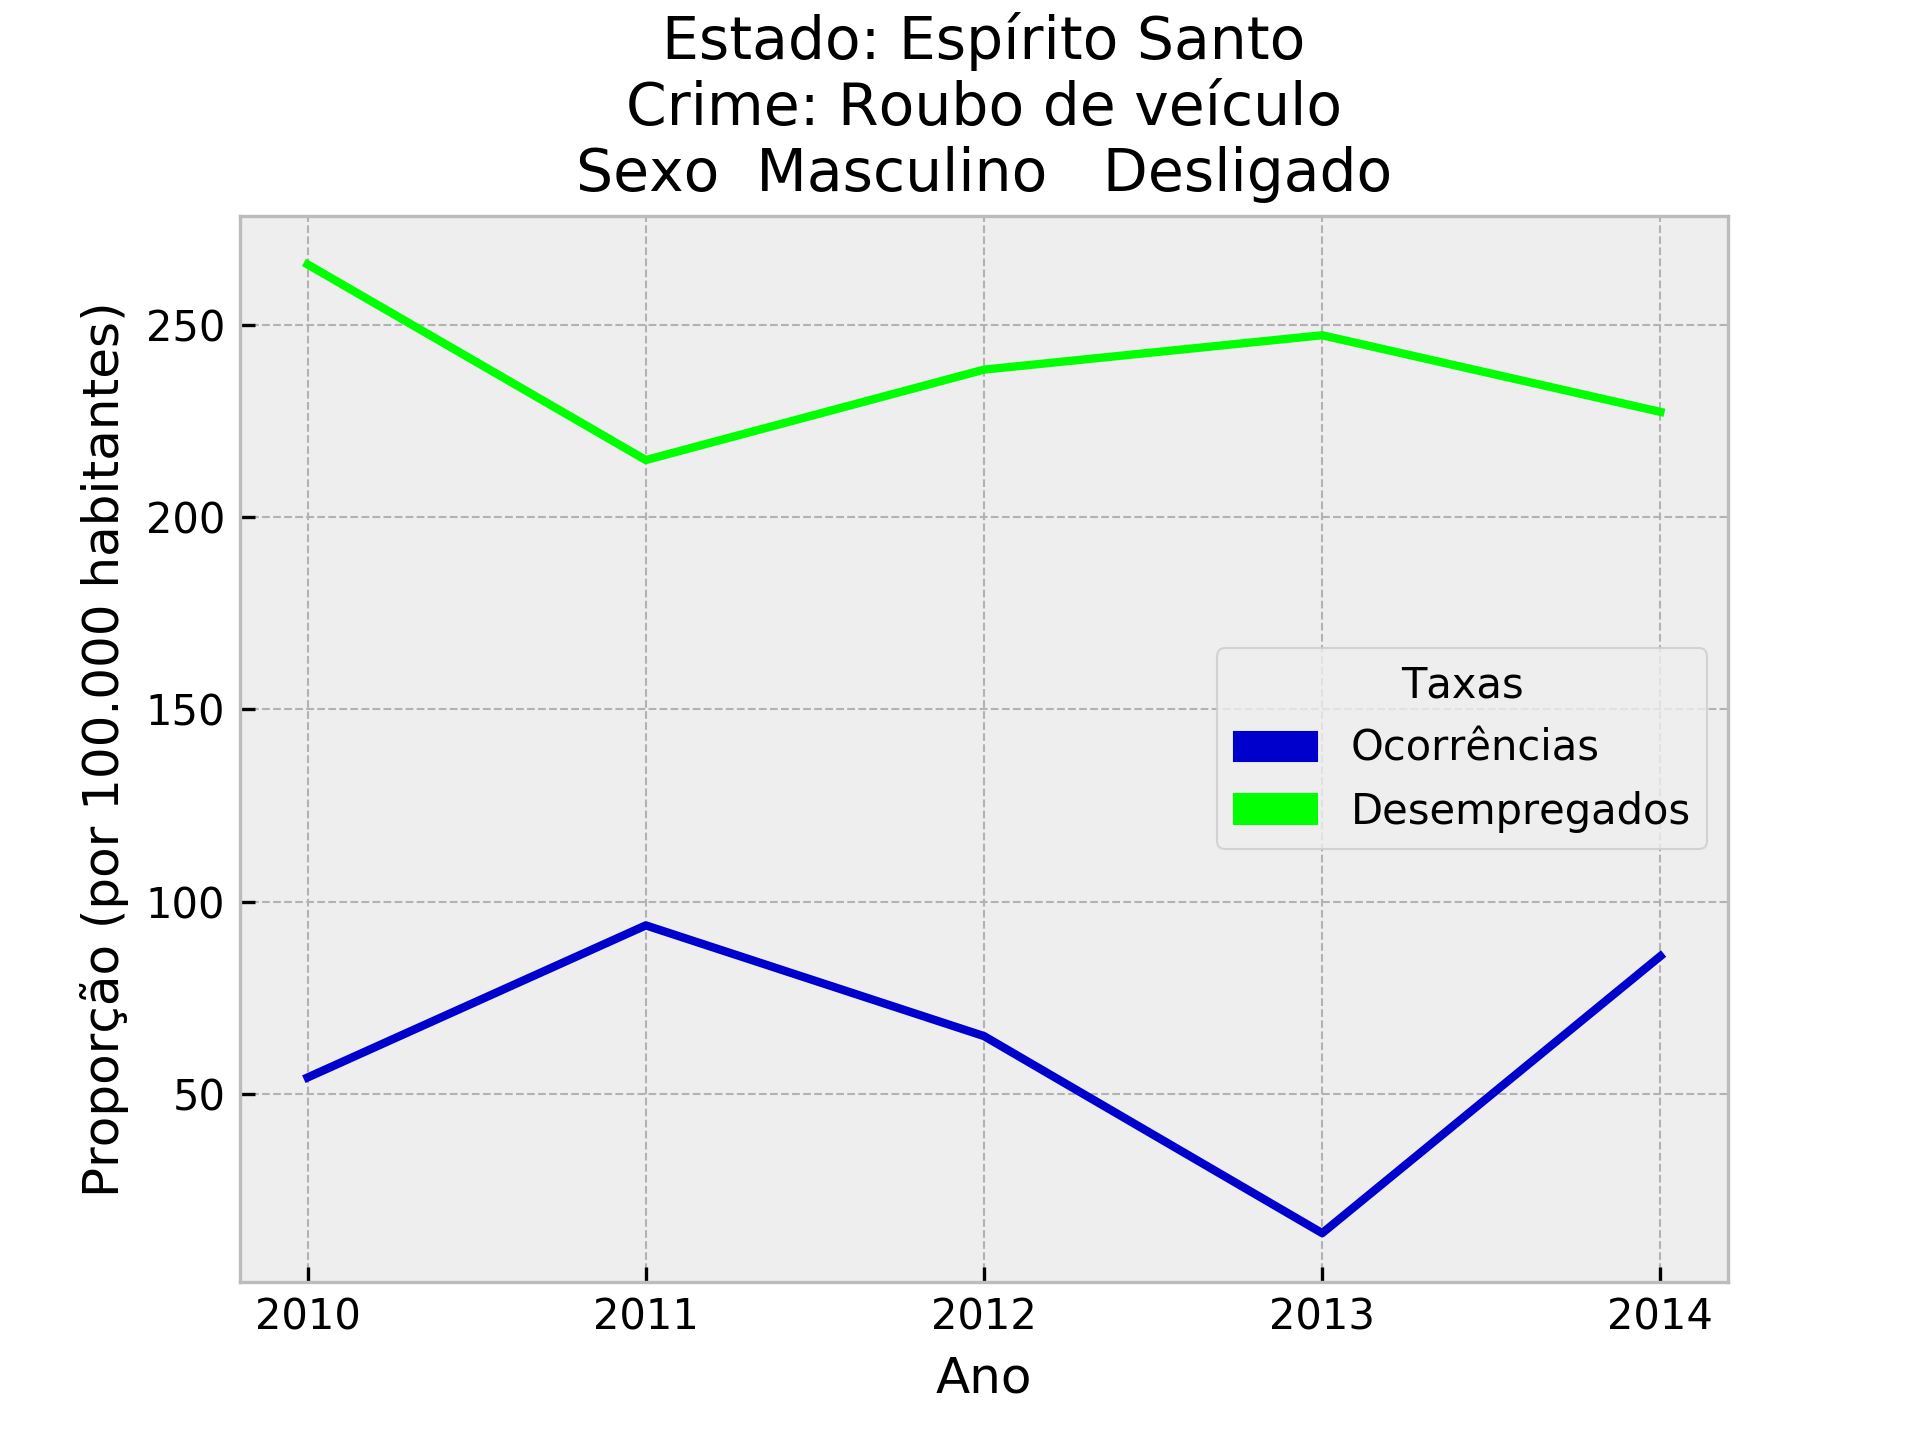 Estado: Espírito Santo
Crime: Roubo de veículo
Sexo  Masculino   Desligado
Proporção (por 100.000 habitantes)
250
200
150
100
50
Taxas
Ocorrências
Desempregados
2010 2011 2012 2013 2014
Ano